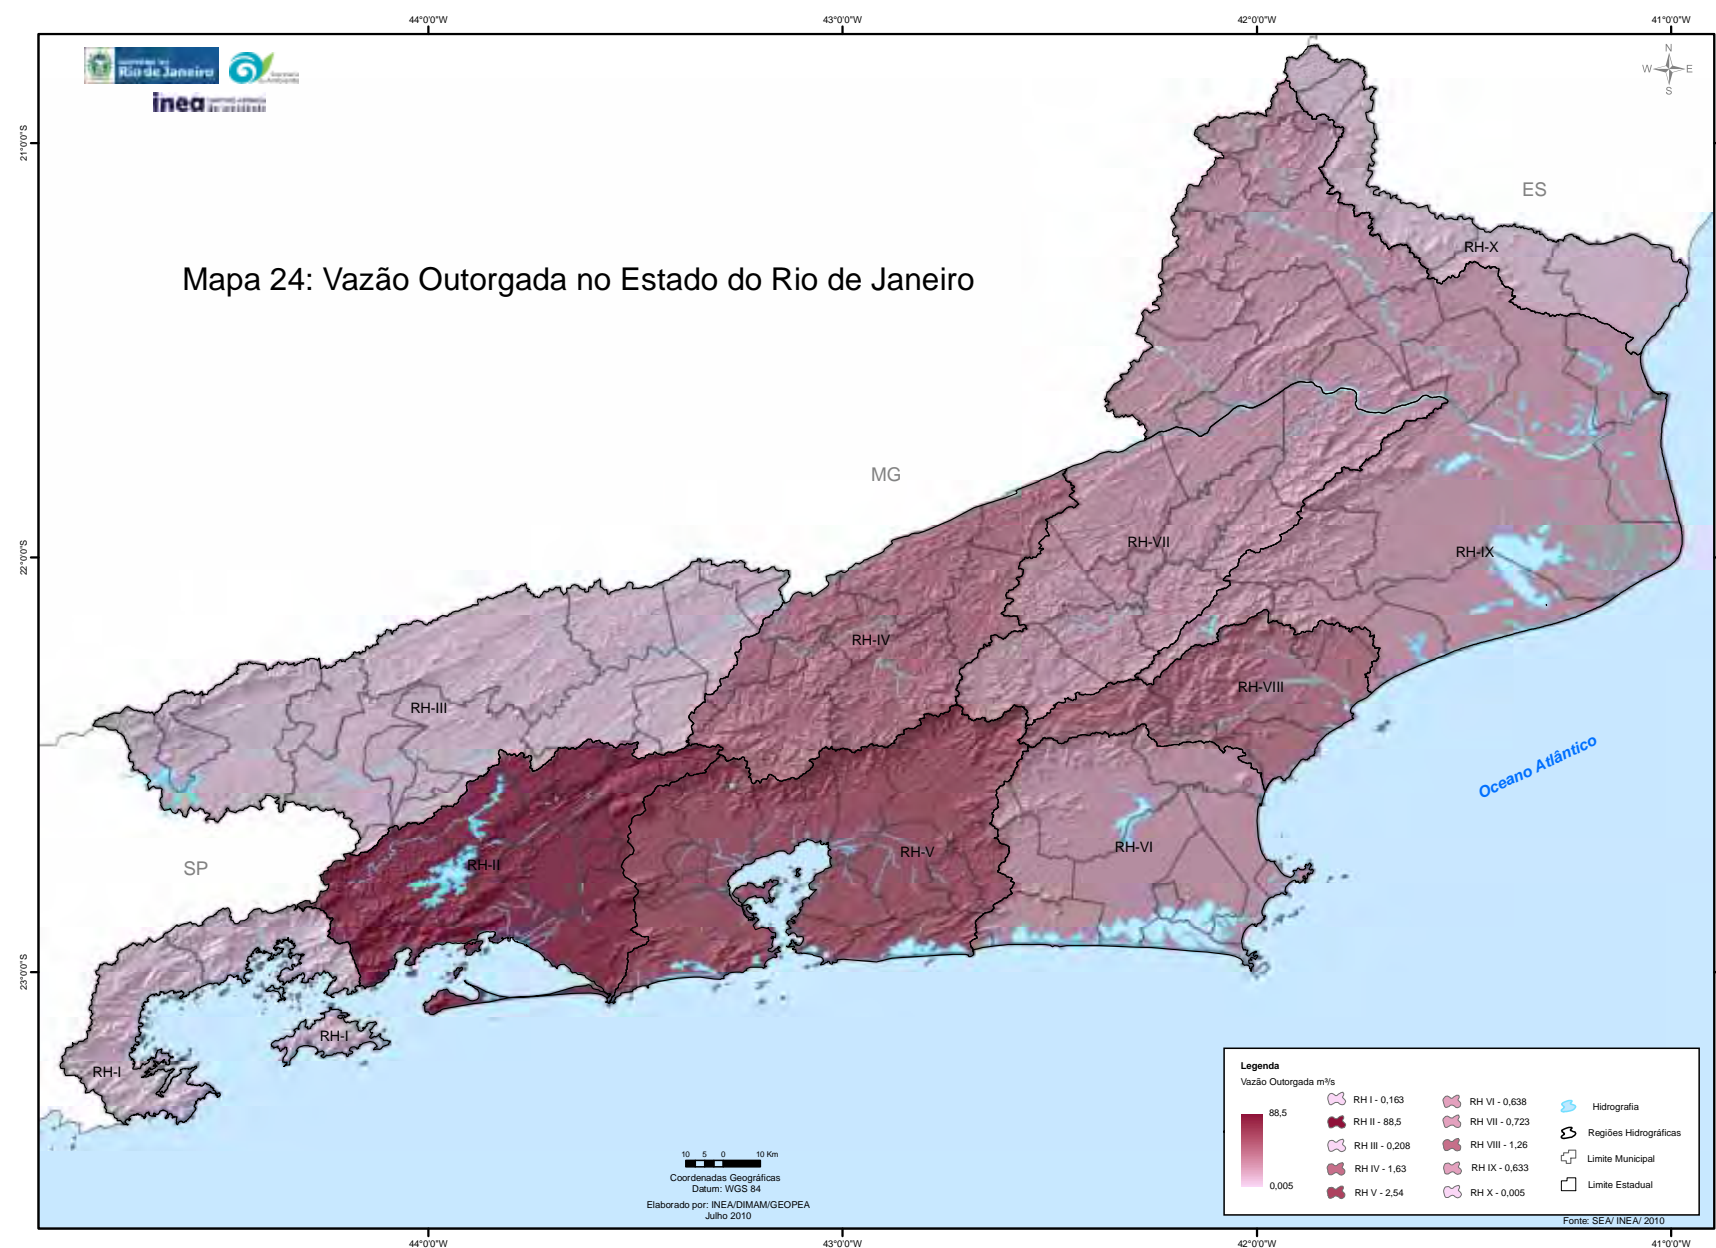 44°0'0"W
43°0'0"W
42°0'0"W
41°0'0"W
Rio de Janeiro
inea
N
W
E
S
21°0'0"S
ES
RH-X
Mapa 24: Vazão Outorgada no Estado do Rio de Janeiro
MG
22°0'0"S
RH-VII
RH-IX
RH-IV
RH-VIII
RH-III
Oceano Atlântico
SP
RH-II
RH-V
RH-VI
23°0'0"S
RH-I
RH-I
Legenda
Vazão Outorgada m³/s
88,5
0,005
RH I - 0,163
RH II - 88,5
RH III - 0,208
RH IV - 1,63
RH V - 2,54
RH VI - 0,638
RH VII - 0,723
RH VIII - 1,26
RH IX - 0,633
RH X - 0,005
Hidrografia
Regiões Hidrográficas
Limite Municipal
Limite Estadual
10 5 0 10 Km
Coordenadas Geográficas
Datum: WGS 84
Elaborado por: INEA/DIMAM/GEOPEA
Julho 2010
Fonte: SEA/ INEA/ 2010
44°0'0"W
43°0'0"W
42°0'0"W
41°0'0"W